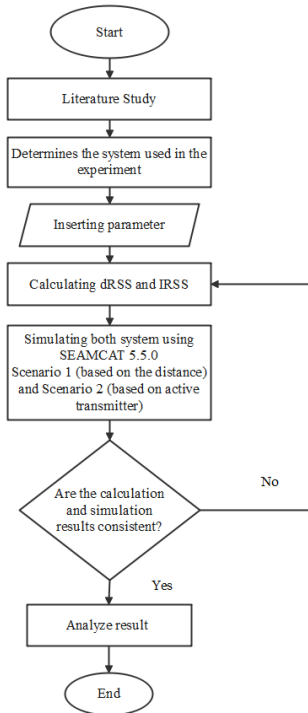 Start
Literature Study
Determines the system used in the
experiment
Inserting parameter
Calculating dRSS and IRSS
Simulating both system using
SEAMCAT 5.5.0
Scenario 1 (based on the distance)
and Scenario 2 (based on active
transmitter)
Are the calculation
and simulation
results consistent?
No
Yes
Analyze result
End